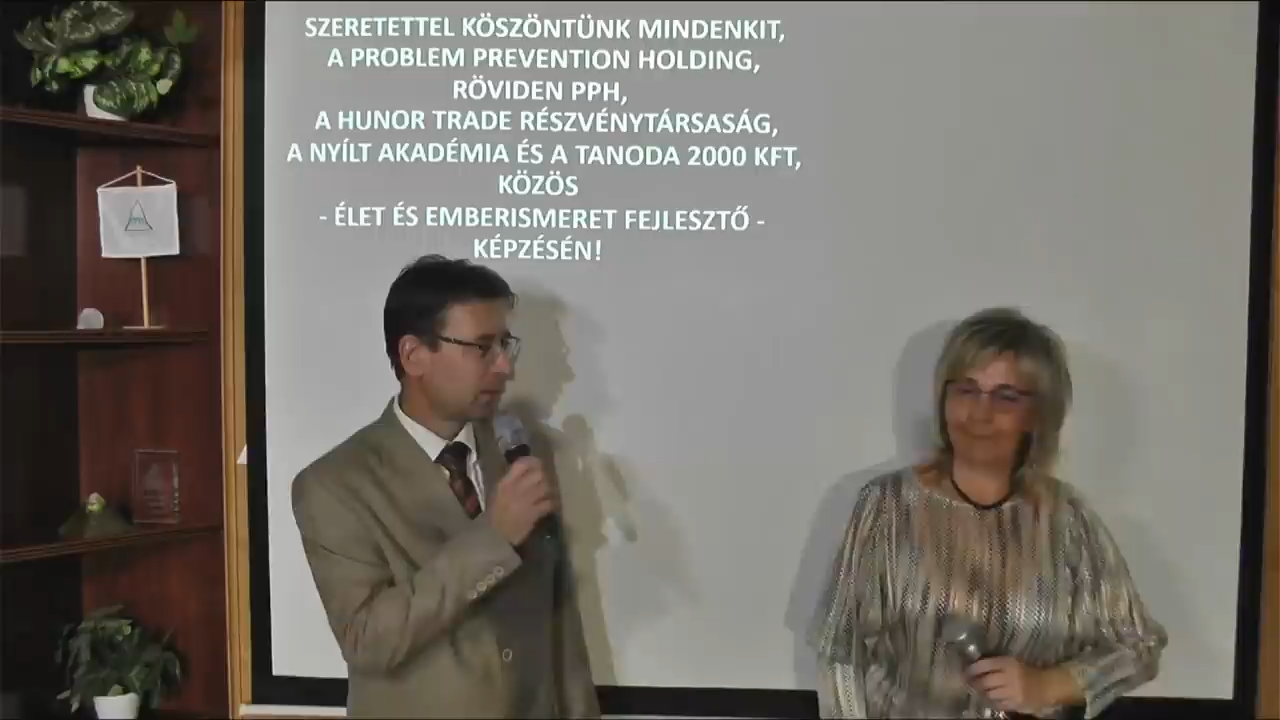 SZERETETTEL KÖSZÖNTÜNK MINDENKIT,
A PROBLEM PREVENTION HOLDING,
RÖVIDEN PPH,
A HUNOR TRADE RÉSZVÉNYTÁRSASÁG,
A NYÍLT AKADÉMIA ÉS A TANODA 2000 KFT,
KÖZÖS
- ÉLET ÉS EMBERISMERET FEJLESZTŐ -
KÉPZÉSÉN!